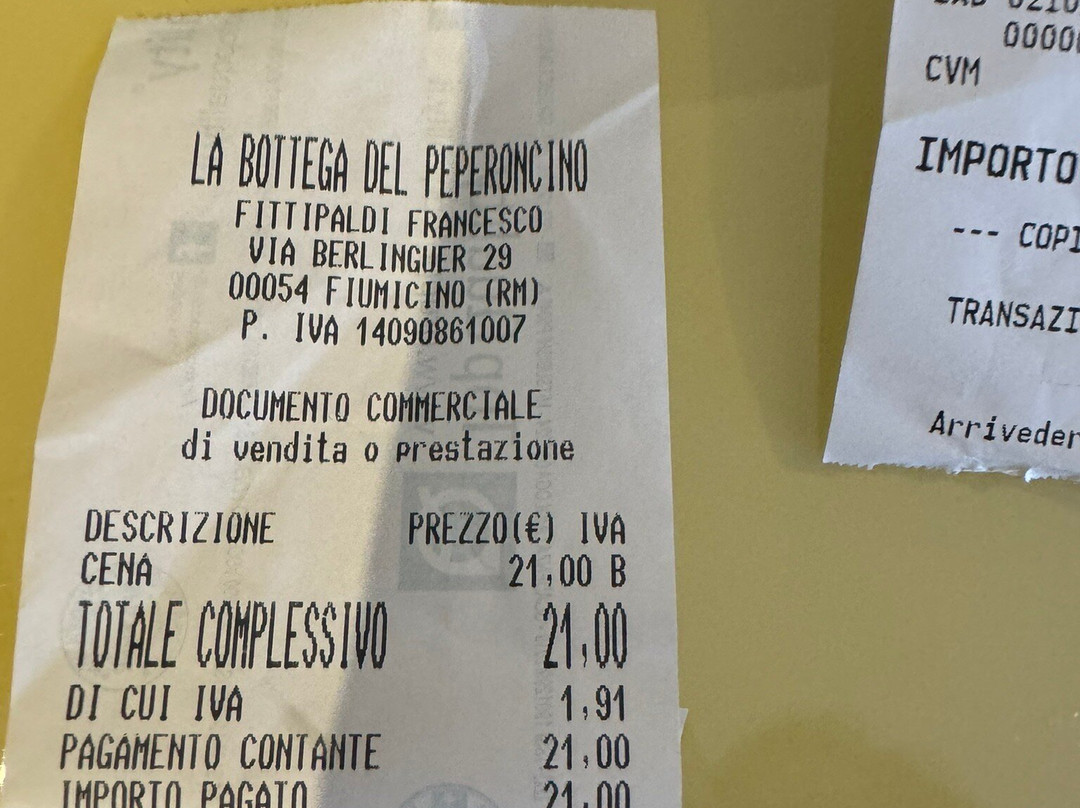 LA BOTTEGA DEL PEPERONCINO
FITTIPALDI FRANCESCO
VIA BERLINGUER 29
00054 FIUMICINO (RM)
P. IVA 14090861007
DOCUMENTO COMMERCIALE
di vendita o prestazione
DESCRIZIONE PREZZO(€) IVA
CENA 21,00 B
TOTALE COMPLESSIVO 21,00
DI CUI IVA 1,91
PAGAMENTO CONTANTE 21,00
IMPORTO PAGATO 21,00
CVM
IMPORTO
--- COPI
TRANSAZI
Arriveder